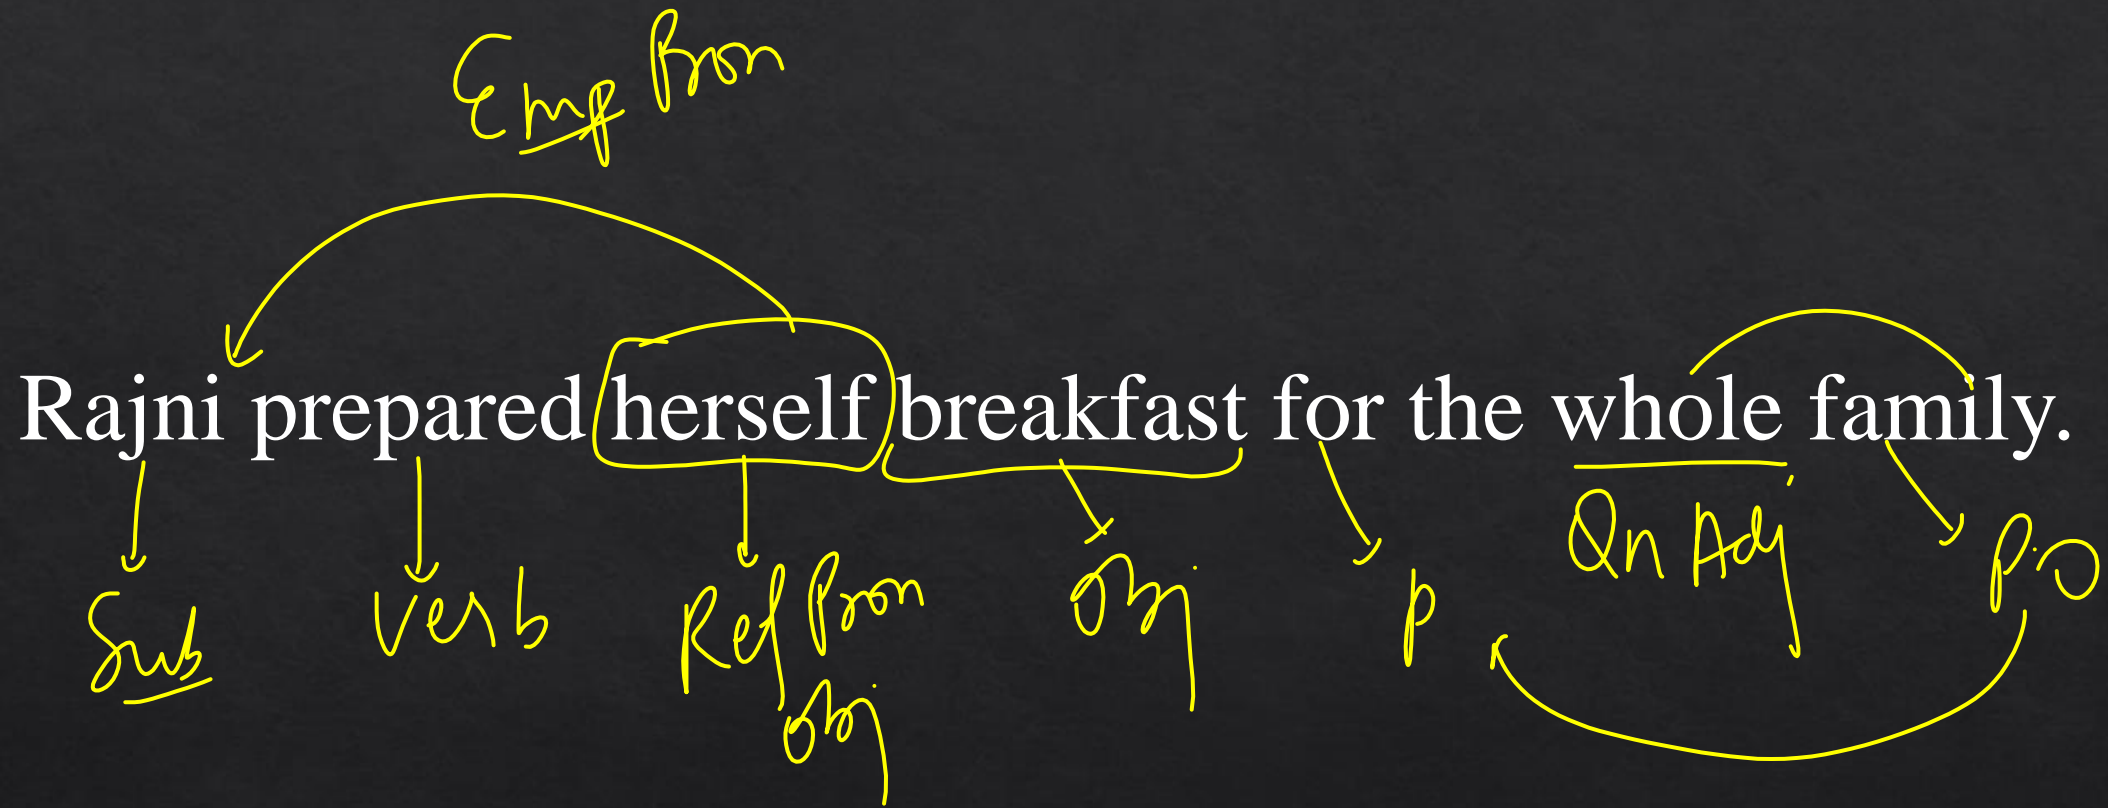 Emp Pron
Rajni prepared herself breakfast for the whole family.
Sub verb Ref Pron Obj P Qn Adj P.O
Obj